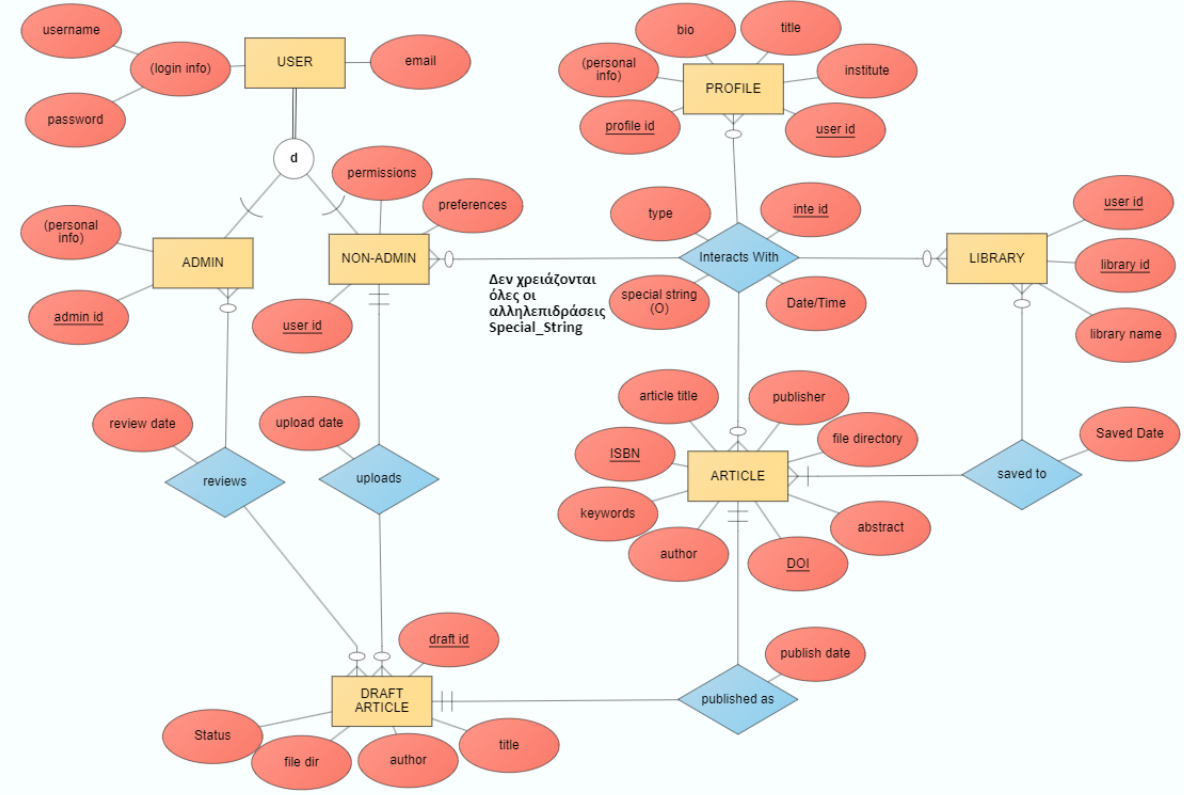 username
(login info)
password
USER
email
d
permissions
preferences
(personal
info)
ADMIN
admin id
NON-ADMIN
user id
bio
title
(personal
info)
PROFILE
institute
profile id
user id
type
inte id
Interacts With
special string
(O)
Date/Time
Δεν χρειάζονται
όλες οι
αλληλεπιδράσεις
Special_String
user id
LIBRARY
library id
library name
review date
reviews
upload date
uploads
article title
publisher
file directory
ISBN
ARTICLE
keywords
author
DOI
abstract
saved to
Saved Date
draft id
DRAFT
ARTICLE
Status
file dir
author
title
published as
publish date